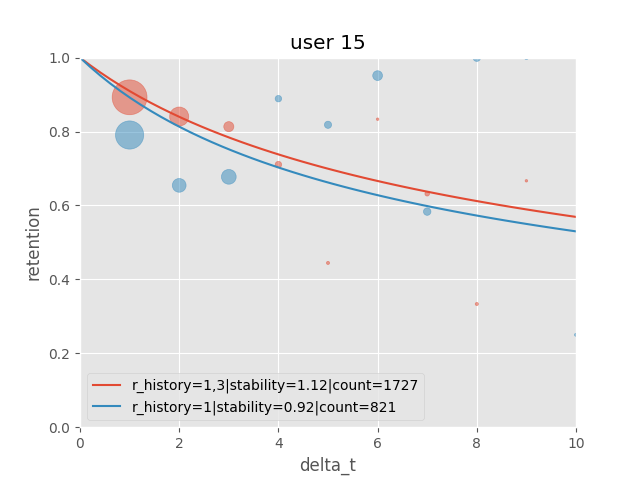 user 15
1.0
0.8
0.6
0.4
0.2
0.0
retention
r_history=1,3|stability=1.12|count=1727
r_history=1|stability=0.92|count=821
0 2 4 6 8 10
delta_t